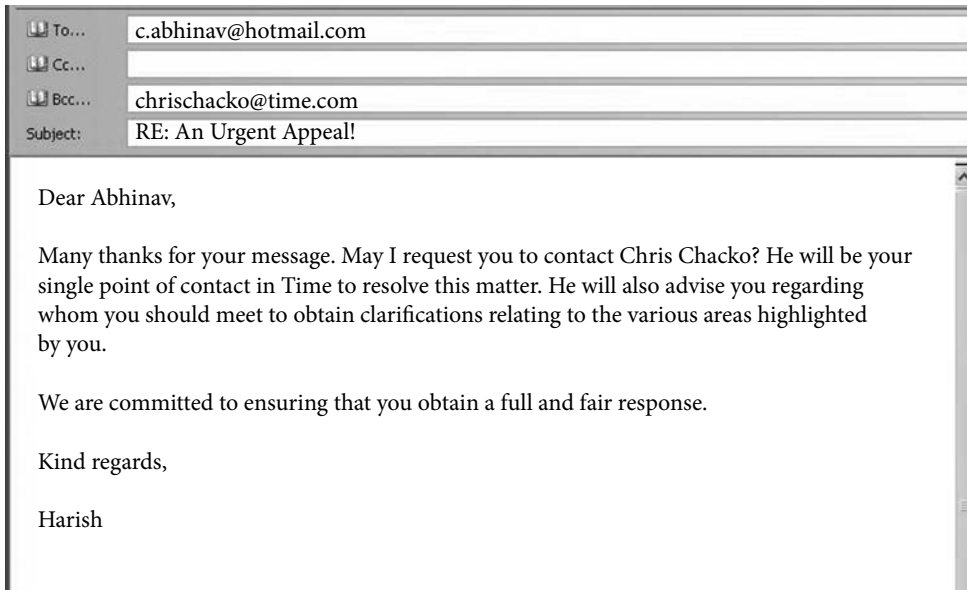 To... c.abhinav@hotmail.com
Cc...
Bcc... chrischacko@time.com
Subject: RE: An Urgent Appeal!
Dear Abhinav,
Many thanks for your message. May I request you to contact Chris Chacko? He will be your
single point of contact in Time to resolve this matter. He will also advise you regarding
whom you should meet to obtain clarifications relating to the various areas highlighted
by you.
We are committed to ensuring that you obtain a full and fair response.
Kind regards,
Harish